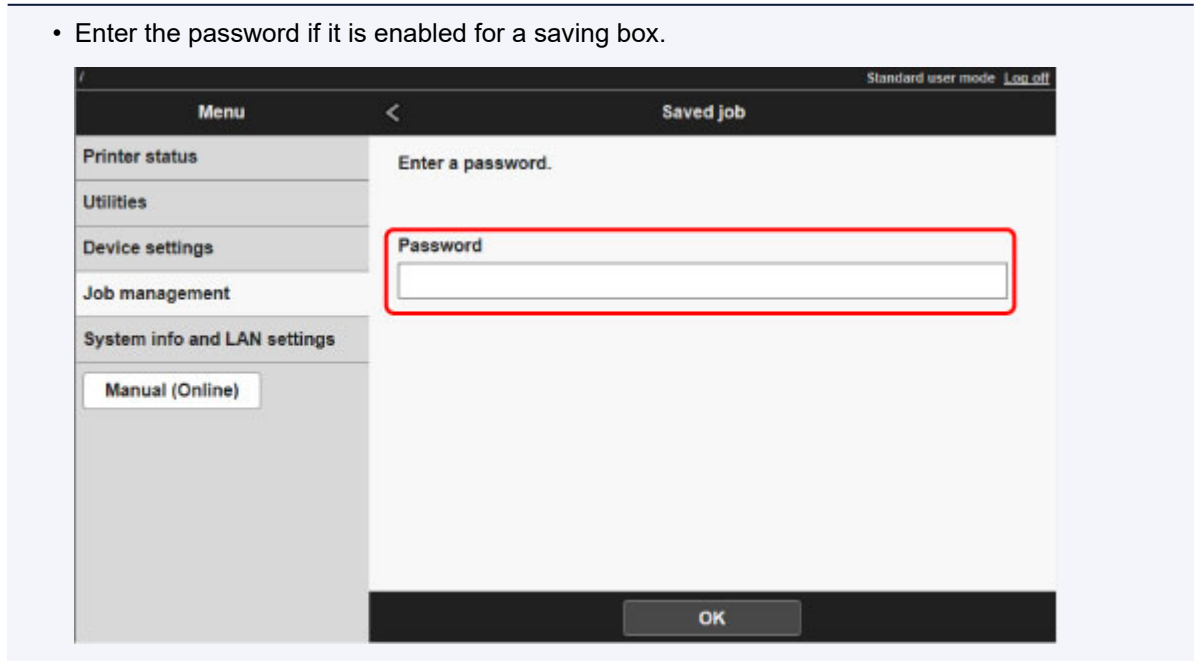 • Enter the password if it is enabled for a saving box.
/
Standard user mode Log off
Menu
< Saved job
Printer status
Enter a password.
Utilities
Device settings
Password
Job management
System info and LAN settings
Manual (Online)
OK